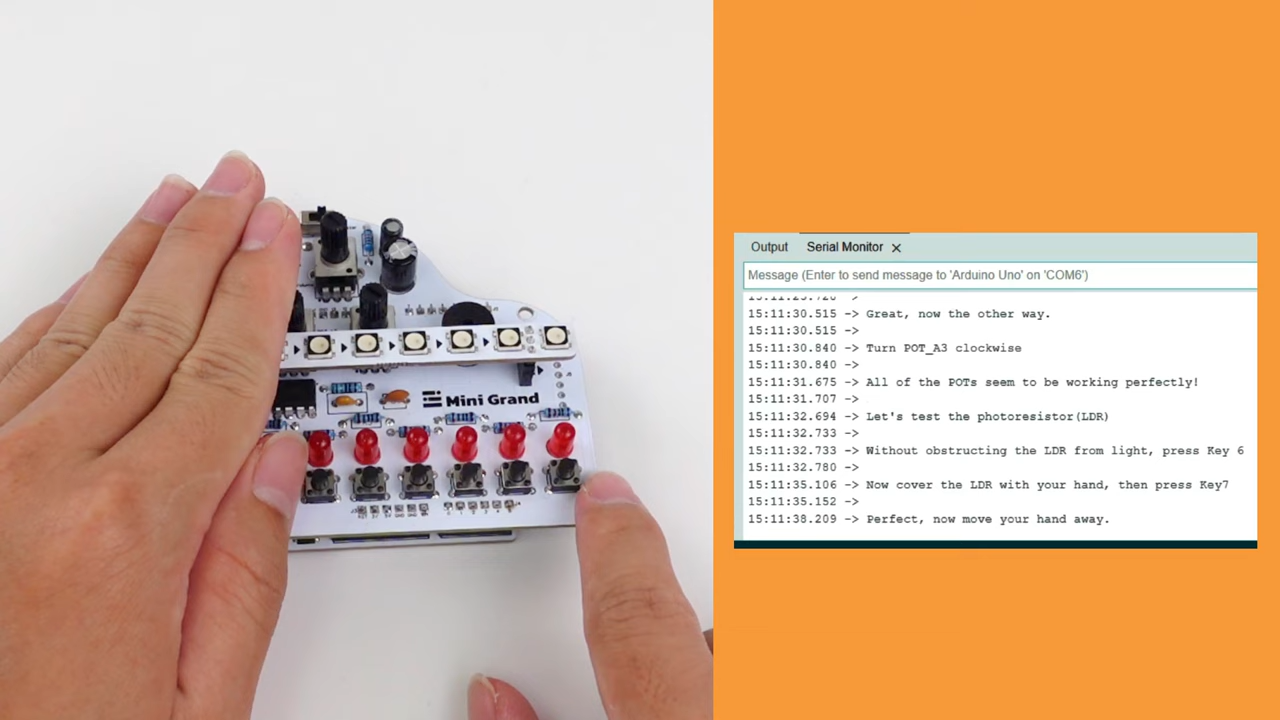 Mini Grand
Output Serial Monitor ×
Message (Enter to send message to 'Arduino Uno' on 'COM6')
15:11:30.515 -> Great, now the other way.
15:11:30.515 ->
15:11:30.840 -> Turn POT_A3 clockwise
15:11:30.840 ->
15:11:31.675 -> All of the POTs seem to be working perfectly!
15:11:31.707 ->
15:11:32.694 -> Let's test the photoresistor(LDR)
15:11:32.733 ->
15:11:32.733 -> Without obstructing the LDR from light, press Key 6
15:11:32.780 ->
15:11:35.106 -> Now cover the LDR with your hand, then press Key7
15:11:35.152 ->
15:11:38.209 -> Perfect, now move your hand away.